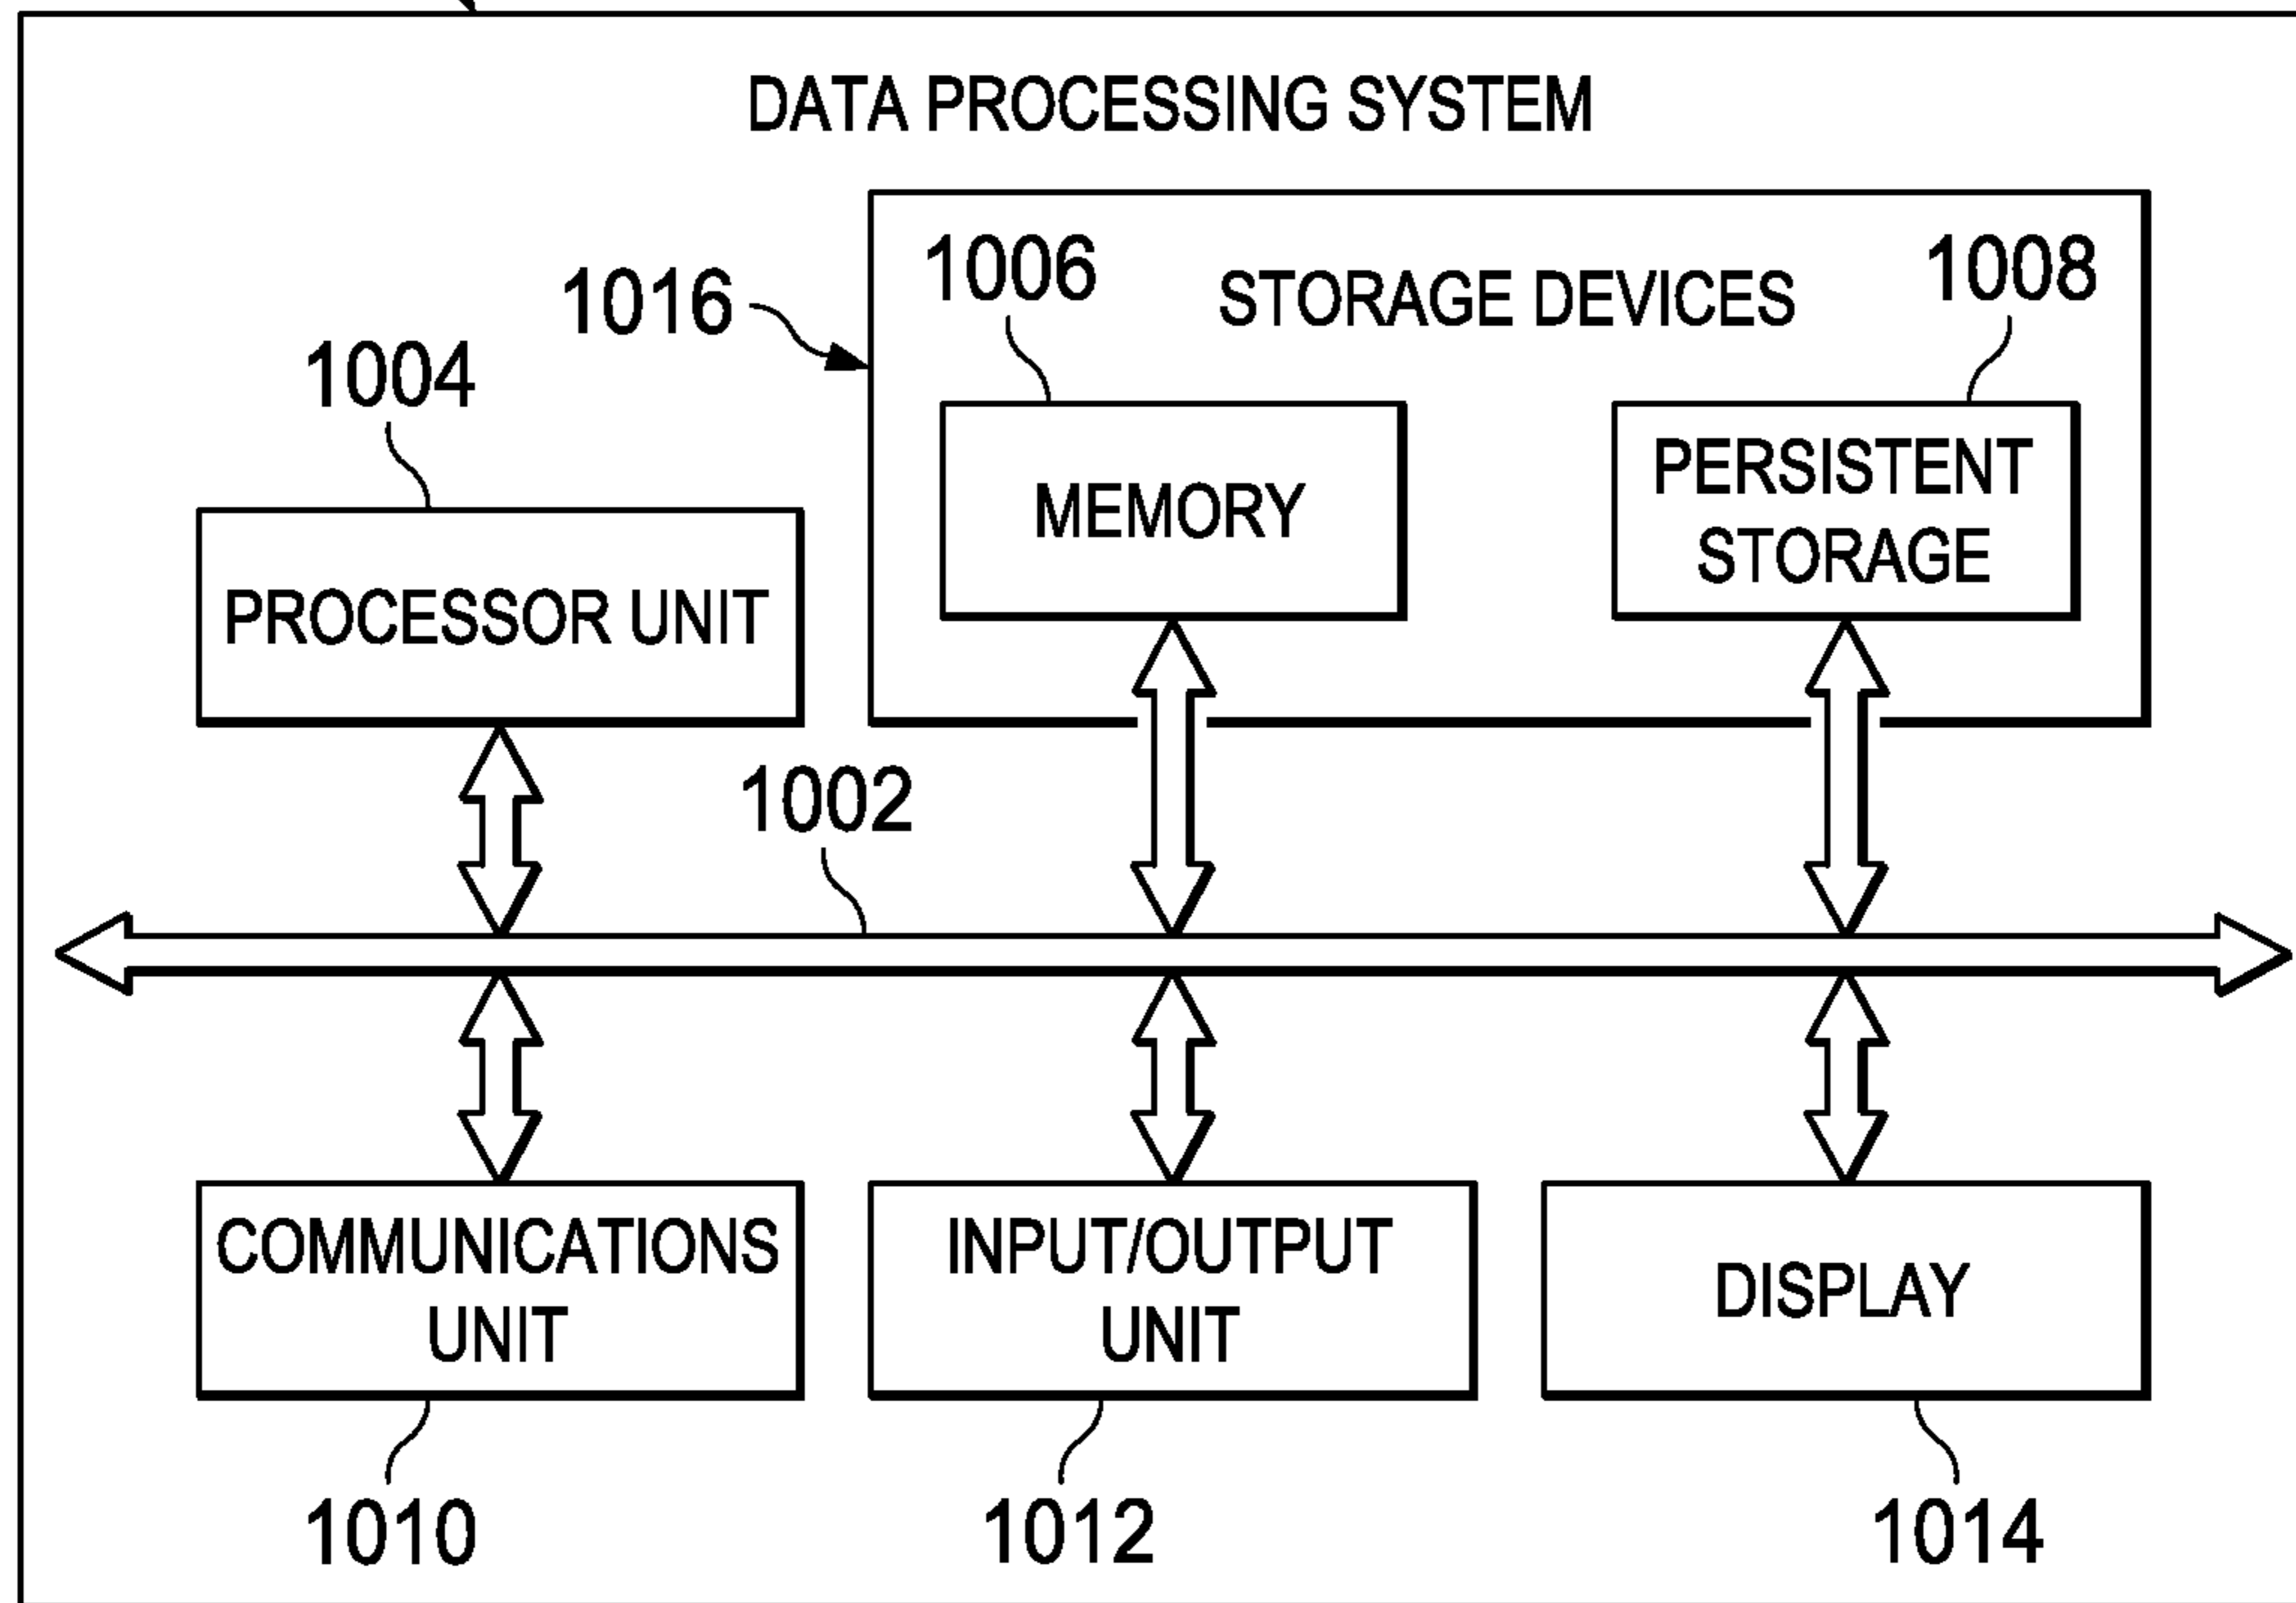 DATA PROCESSING SYSTEM
1016
1006
STORAGE DEVICES
1008
1004
MEMORY
PERSISTENT
STORAGE
PROCESSOR UNIT
1002
COMMUNICATIONS
UNIT
INPUT/OUTPUT
UNIT
DISPLAY
1010
1012
1014